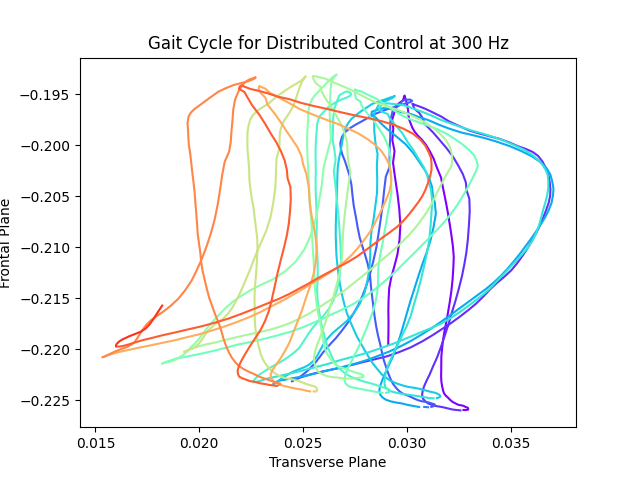 Gait Cycle for Distributed Control at 300 Hz
−0.195
−0.200
−0.205
−0.210
−0.215
−0.220
−0.225
Frontal Plane
0.015 0.020 0.025 0.030 0.035
Transverse Plane